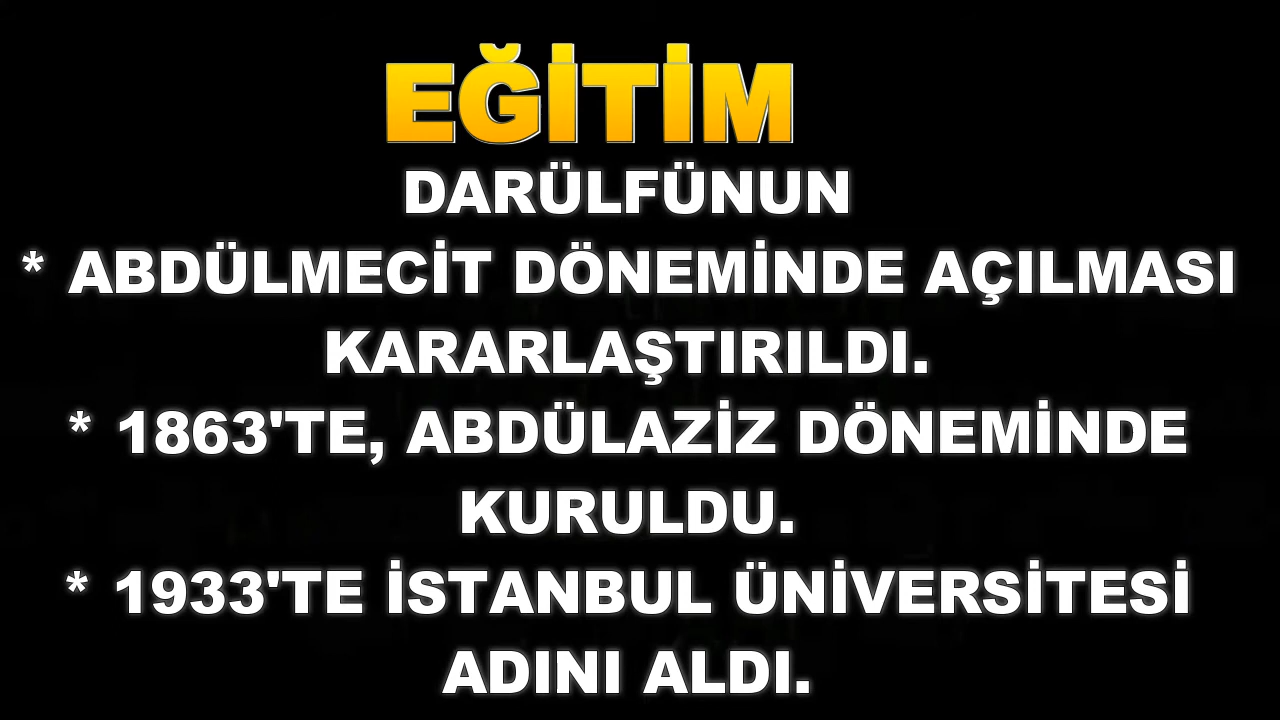 EĞİTİM
DARÜLFÜNUN
* ABDÜLMECİT DÖNEMİNDE AÇILMASI
KARARLAŞTIRILDI.
* 1863'TE, ABDÜLAZİZ DÖNEMİNDE
KURULDU.
* 1933'TE İSTANBUL ÜNİVERSİTESİ
ADINI ALDI.